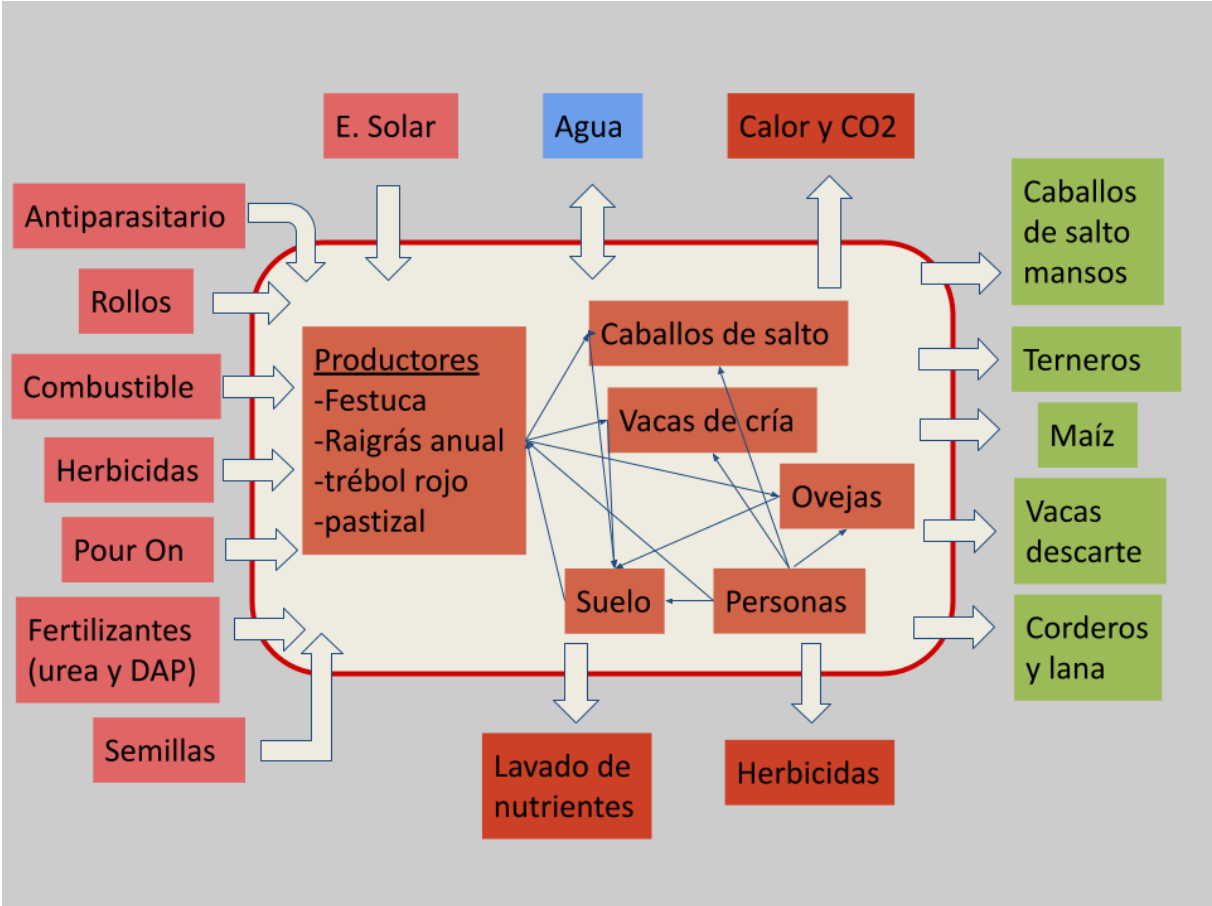 E. Solar
Agua
Calor y CO2
Antiparasitario
Rollos
Combustible
Herbicidas
Pour On
Fertilizantes
(urea y DAP)
Semillas
Productores
-Festuca
-Raigrás anual
-trébol rojo
-pastizal
Caballos de salto
Vacas de cría
Ovejas
Suelo
Personas
Caballos
de salto
mansos
Terneros
Maíz
Vacas
descarte
Corderos
y lana
Lavado de
nutrientes
Herbicidas